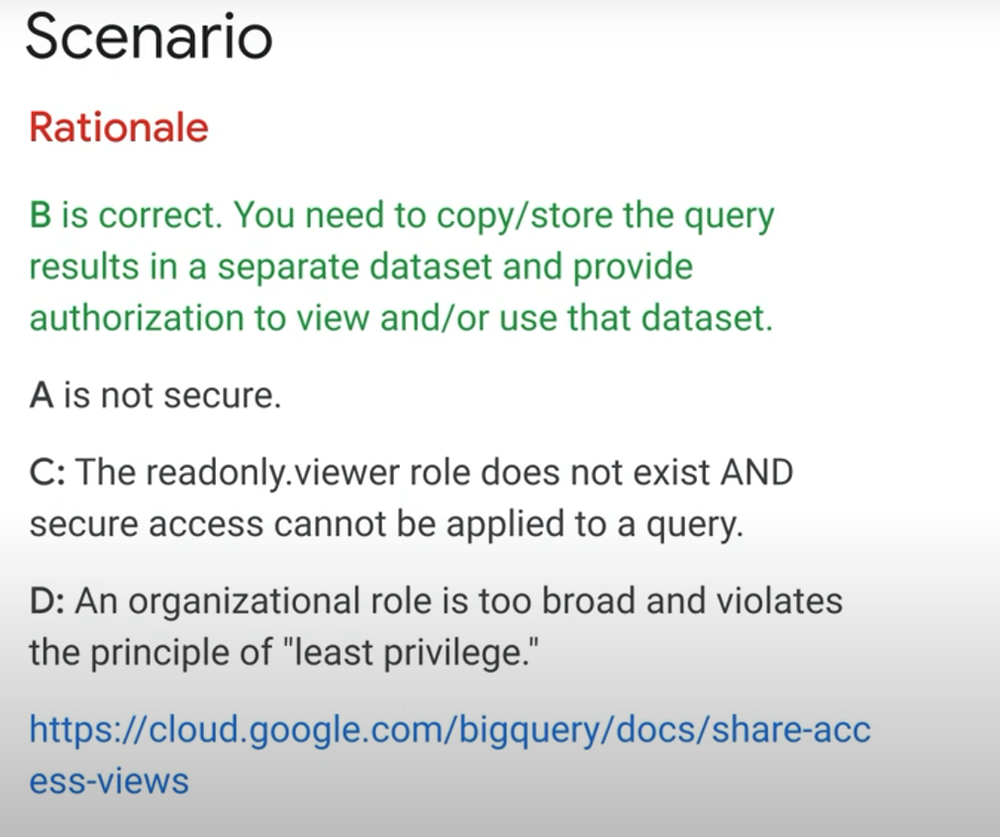 Scenario
Rationale
B is correct. You need to copy/store the query
results in a separate dataset and provide
authorization to view and/or use that dataset.
A is not secure.
C: The readonly.viewer role does not exist AND
secure access cannot be applied to a query.
D: An organizational role is too broad and violates
the principle of "least privilege."
https://cloud.google.com/bigquery/docs/share-acc
ess-views